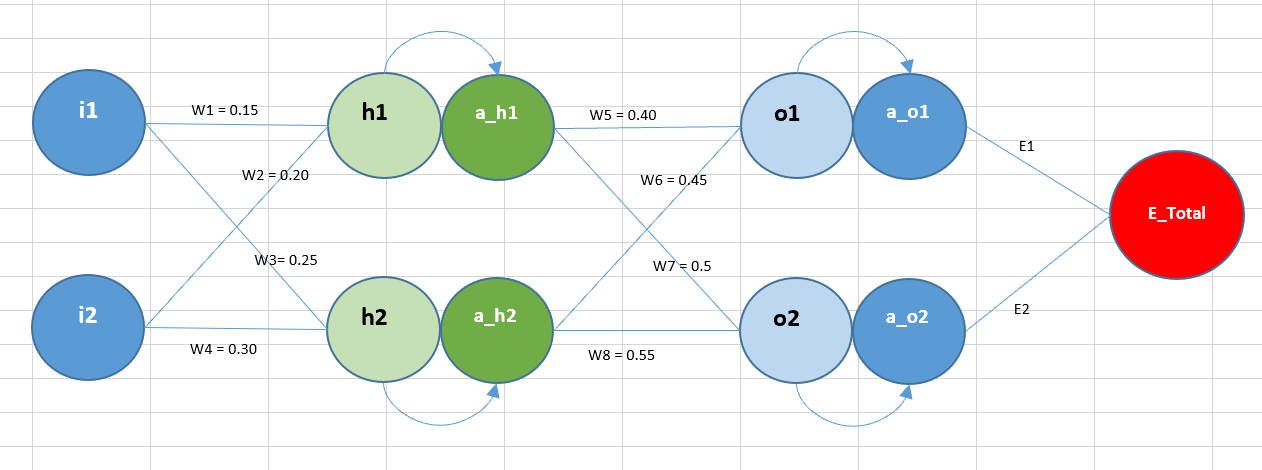 i1
W1 = 0.15
h1
a_h1
W5 = 0.40
o1
a_o1
E1
W2 = 0.20
W6 = 0.45
E_Total
W3= 0.25
W7 = 0.5
i2
h2
a_h2
o2
a_o2
E2
W4 = 0.30
W8 = 0.55